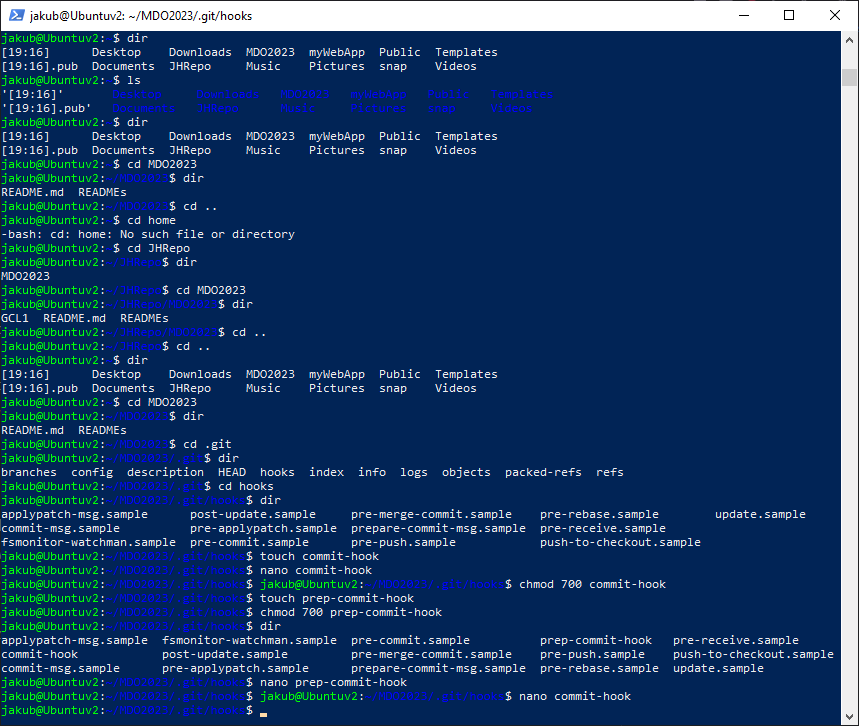 jakub@Ubuntuv2: ~/MDO2023/.git/hooks
jakub@Ubuntuv2:~$ dir
[19:16]      Desktop    Downloads  MDO2023  myWebApp  Public  Templates
[19:16].pub  Documents  JHRepo     Music    Pictures  snap    Videos
jakub@Ubuntuv2:~$ ls
'[19:16]'       Desktop     Downloads   MDO2023   myWebApp   Public   Templates
'[19:16].pub'   Documents   JHRepo      Music     Pictures   snap     Videos
jakub@Ubuntuv2:~$ dir
[19:16]      Desktop    Downloads  MDO2023  myWebApp  Public  Templates
[19:16].pub  Documents  JHRepo     Music    Pictures  snap    Videos
jakub@Ubuntuv2:~$ cd MDO2023
jakub@Ubuntuv2:~/MDO2023$ dir
README.md  READMEs
jakub@Ubuntuv2:~/MDO2023$ cd ..
jakub@Ubuntuv2:~$ cd home
-bash: cd: home: No such file or directory
jakub@Ubuntuv2:~$ cd JHRepo
jakub@Ubuntuv2:~/JHRepo$ dir
MDO2023
jakub@Ubuntuv2:~/JHRepo$ cd MDO2023
jakub@Ubuntuv2:~/JHRepo/MDO2023$ dir
GCL1  README.md  READMEs
jakub@Ubuntuv2:~/JHRepo/MDO2023$ cd ..
jakub@Ubuntuv2:~/JHRepo$ cd ..
jakub@Ubuntuv2:~$ dir
[19:16]      Desktop    Downloads  MDO2023  myWebApp  Public  Templates
[19:16].pub  Documents  JHRepo     Music    Pictures  snap    Videos
jakub@Ubuntuv2:~$ cd MDO2023
jakub@Ubuntuv2:~/MDO2023$ dir
README.md  READMEs
jakub@Ubuntuv2:~/MDO2023$ cd .git
jakub@Ubuntuv2:~/MDO2023/.git$ dir
branches  config  description  HEAD  hooks  index  info  logs  objects  packed-refs  refs
jakub@Ubuntuv2:~/MDO2023/.git$ cd hooks
jakub@Ubuntuv2:~/MDO2023/.git/hooks$ dir
applypatch-msg.sample      post-update.sample     pre-merge-commit.sample    pre-rebase.sample        update.sample
commit-msg.sample          pre-applypatch.sample  prepare-commit-msg.sample  pre-receive.sample
fsmonitor-watchman.sample  pre-commit.sample      pre-push.sample            push-to-checkout.sample
jakub@Ubuntuv2:~/MDO2023/.git/hooks$ touch commit-hook
jakub@Ubuntuv2:~/MDO2023/.git/hooks$ nano commit-hook
jakub@Ubuntuv2:~/MDO2023/.git/hooks$ jakub@Ubuntuv2:~/MDO2023/.git/hooks$ chmod 700 commit-hook
jakub@Ubuntuv2:~/MDO2023/.git/hooks$ touch prep-commit-hook
jakub@Ubuntuv2:~/MDO2023/.git/hooks$ chmod 700 prep-commit-hook
jakub@Ubuntuv2:~/MDO2023/.git/hooks$ dir
applypatch-msg.sample  fsmonitor-watchman.sample  pre-commit.sample          prep-commit-hook   pre-receive.sample
commit-hook            post-update.sample         pre-merge-commit.sample    pre-push.sample    push-to-checkout.sample
commit-msg.sample      pre-applypatch.sample      prepare-commit-msg.sample  pre-rebase.sample  update.sample
jakub@Ubuntuv2:~/MDO2023/.git/hooks$ nano prep-commit-hook
jakub@Ubuntuv2:~/MDO2023/.git/hooks$ jakub@Ubuntuv2:~/MDO2023/.git/hooks$ nano commit-hook
jakub@Ubuntuv2:~/MDO2023/.git/hooks$